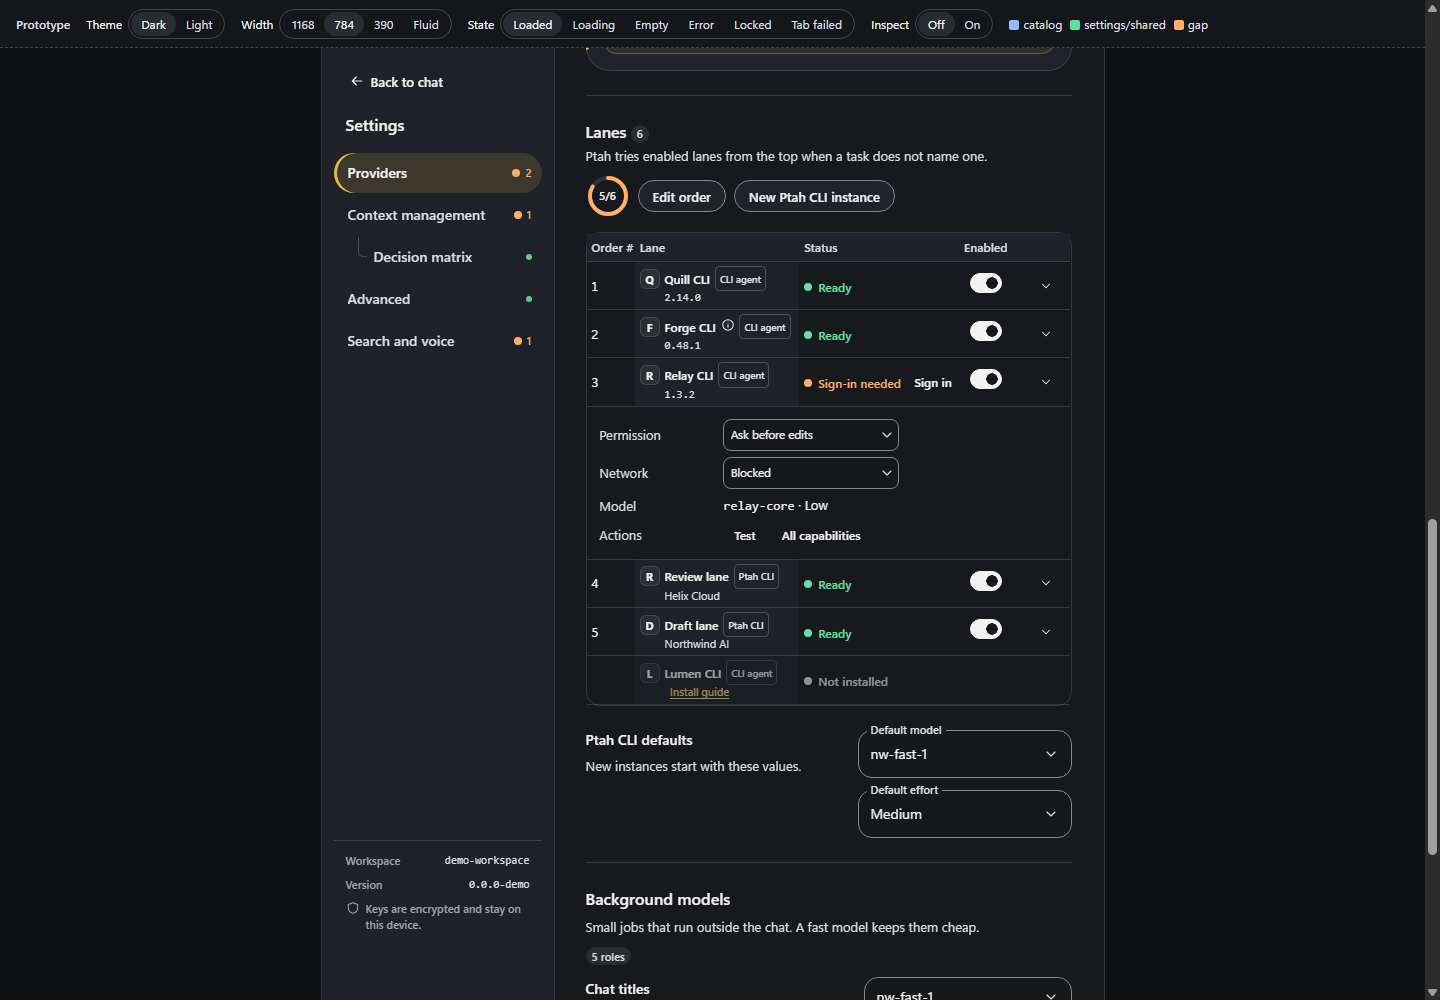 Prototype Theme Dark Light Width 1168 784 390 Fluid State Loaded Loading Empty Error Locked Tab failed Inspect Off On catalog settings/shared gap
Back to chat
Settings
Providers 2
Context management 1
Decision matrix
Advanced
Search and voice 1
Workspace demo-workspace
Version 0.0.0-demo
Keys are encrypted and stay on
this device.
Lanes 6
Ptah tries enabled lanes from the top when a task does not name one.
5/6 Edit order New Ptah CLI instance
Order # Lane Status Enabled
1 Q Quill CLI CLI agent Ready
2.14.0
2 F Forge CLI CLI agent Ready
0.48.1
3 R Relay CLI CLI agent Sign-in needed Sign in
1.3.2
Permission Ask before edits
Network Blocked
Model relay-core · Low
Actions Test All capabilities
4 R Review lane Ptah CLI Ready
Helix Cloud
5 D Draft lane Ptah CLI Ready
Northwind AI
L Lumen CLI CLI agent Not installed
Install guide
Ptah CLI defaults
New instances start with these values.
Default model
nw-fast-1
Default effort
Medium
Background models
Small jobs that run outside the chat. A fast model keeps them cheap.
5 roles
Chat titles
nw-fast-1